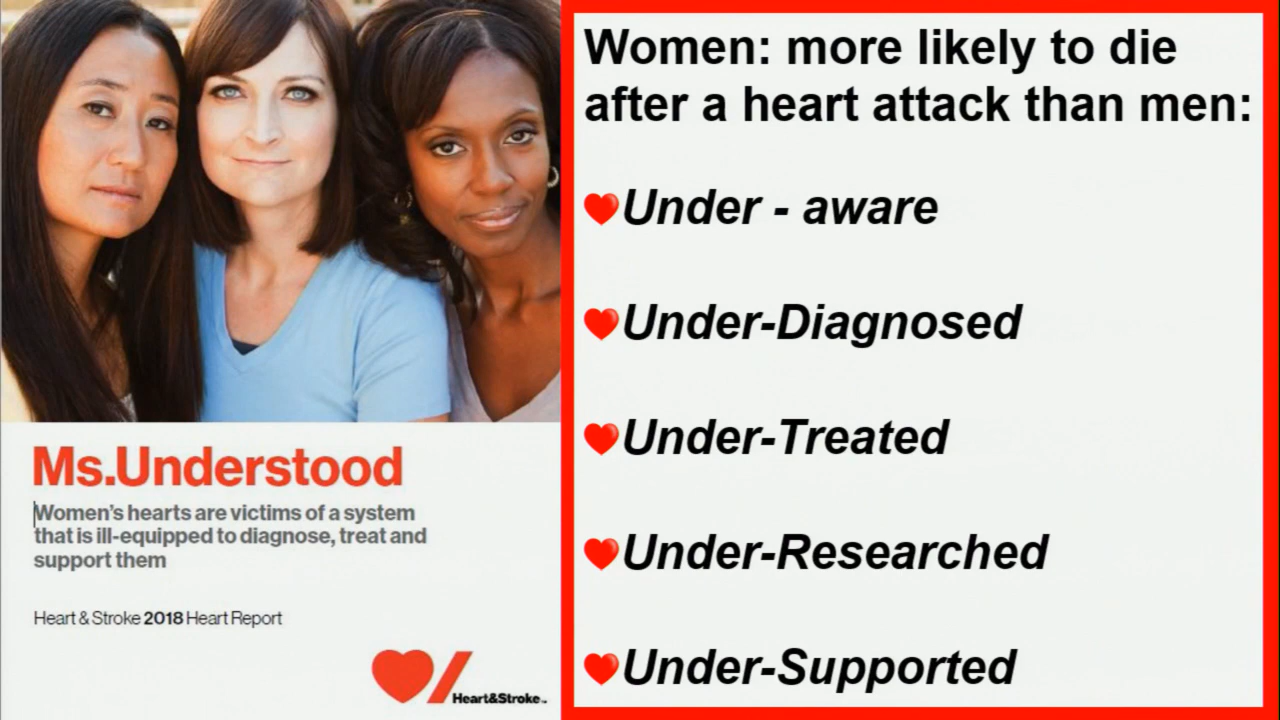 Ms.Understood
Women's hearts are victims of a system
that is ill-equipped to diagnose, treat and
support them
Heart & Stroke 2018 Heart Report
Heart&Stroke™
Women: more likely to die
after a heart attack than men:
Under - aware
Under-Diagnosed
Under-Treated
Under-Researched
Under-Supported